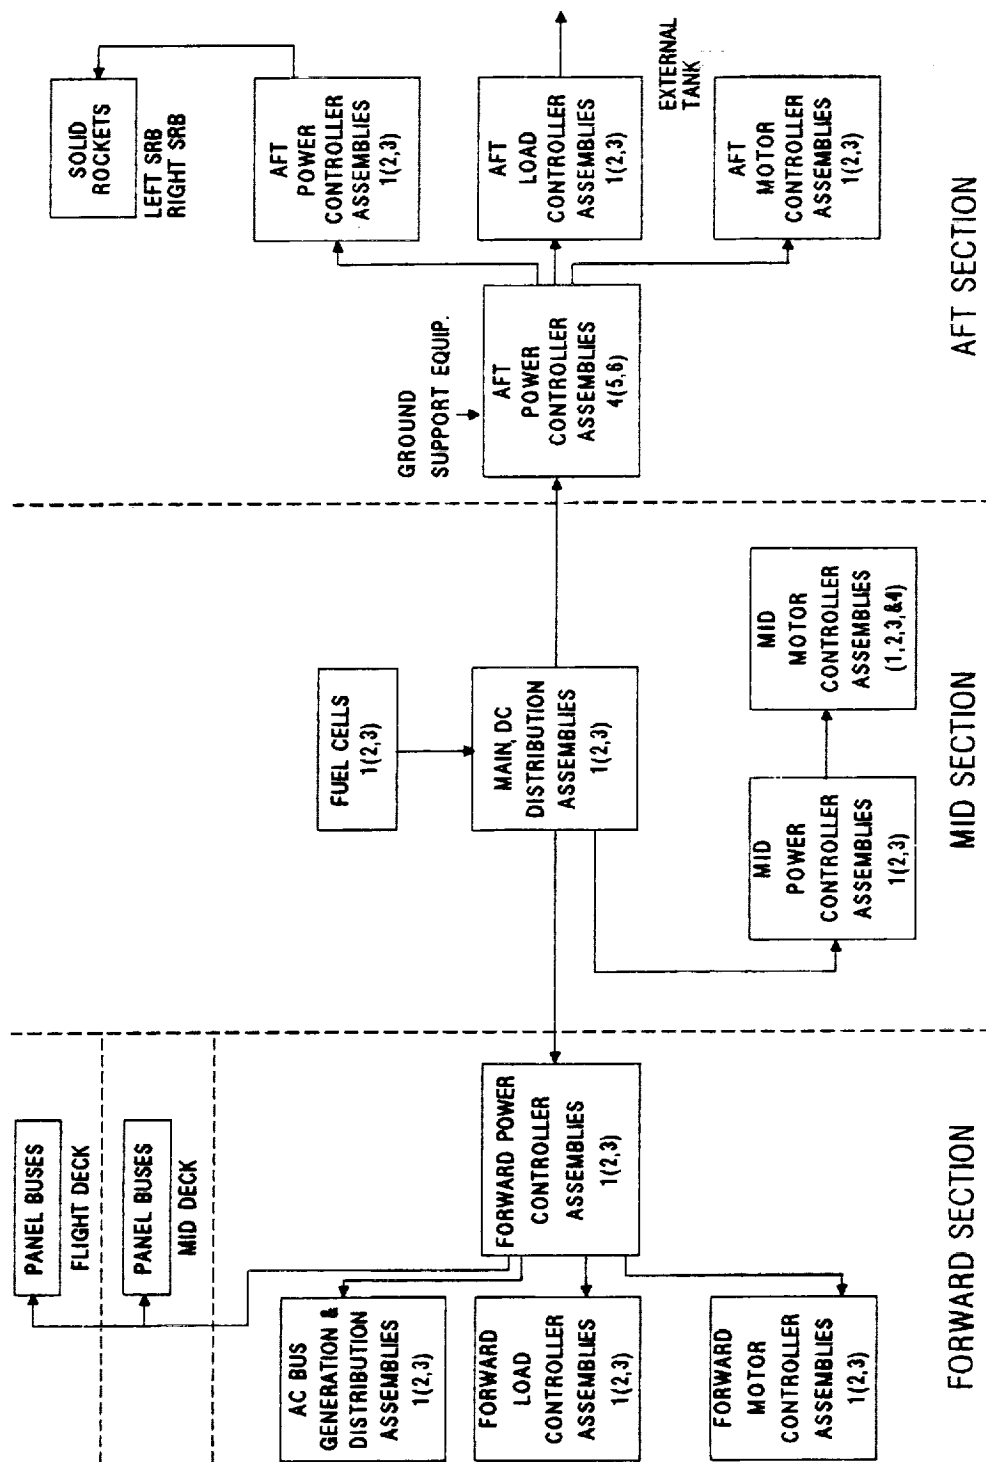 PANEL BUSES
FLIGHT DECK
PANEL BUSES
MID DECK
AC BUS
GENERATION &
DISTRIBUTION
ASSEMBLIES
1(2,3)
FORWARD POWER
CONTROLLER
ASSEMBLIES
1(2,3)
FORWARD
LOAD
CONTROLLER
ASSEMBLIES
1(2,3)
FORWARD
MOTOR
CONTROLLER
ASSEMBLIES
1(2,3)
FORWARD SECTION
FUEL CELLS
1(2,3)
MAIN, DC
DISTRIBUTION
ASSEMBLIES
1(2,3)
MID
POWER
CONTROLLER
ASSEMBLIES
1(2,3)
MID
MOTOR
CONTROLLER
ASSEMBLIES
(1,2,3,&4)
MID SECTION
SOLID
ROCKETS
LEFT SRB
RIGHT SRB
AFT
POWER
CONTROLLER
ASSEMBLIES
1(2,3)
GROUND
SUPPORT EQUIP.
AFT
POWER
CONTROLLER
ASSEMBLIES
4(5,6)
AFT
LOAD
CONTROLLER
ASSEMBLIES
1(2,3)
EXTERNAL
TANK
AFT
MOTOR
CONTROLLER
ASSEMBLIES
1(2,3)
AFT SECTION